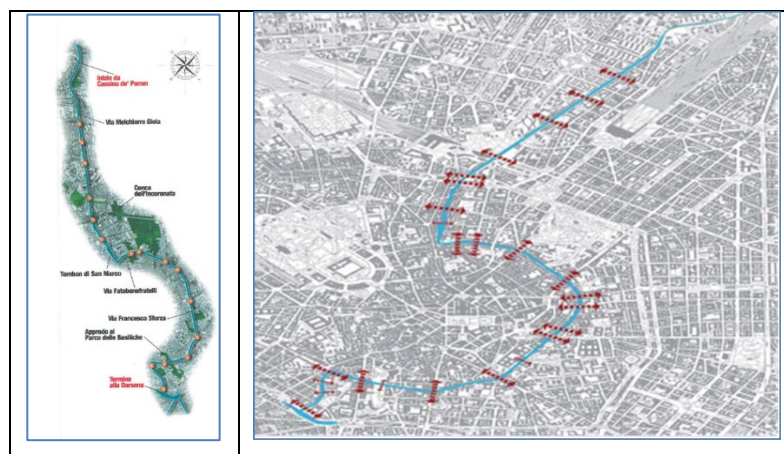 Inizio da
Cassina de' Pomm
Via Melchiorre Gioia
Conca
dell'Incoronata
Tombon di San Marco
Via Fatebenefratelli
Via Francesco Sforza
Approdo al
Parco delle Basiliche
Termine
alla Darsena